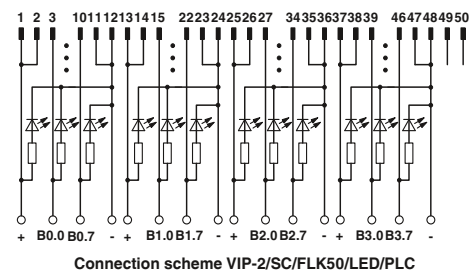 1 2 3 10 11 12 13 14 15 22 23 24 25 26 27 34 35 36 37 38 39 46 47 48 49 50
+ B0.0 B0.7 - + B1.0 B1.7 - + B2.0 B2.7 - + B3.0 B3.7 -
Connection scheme VIP-2/SC/FLK50/LED/PLC